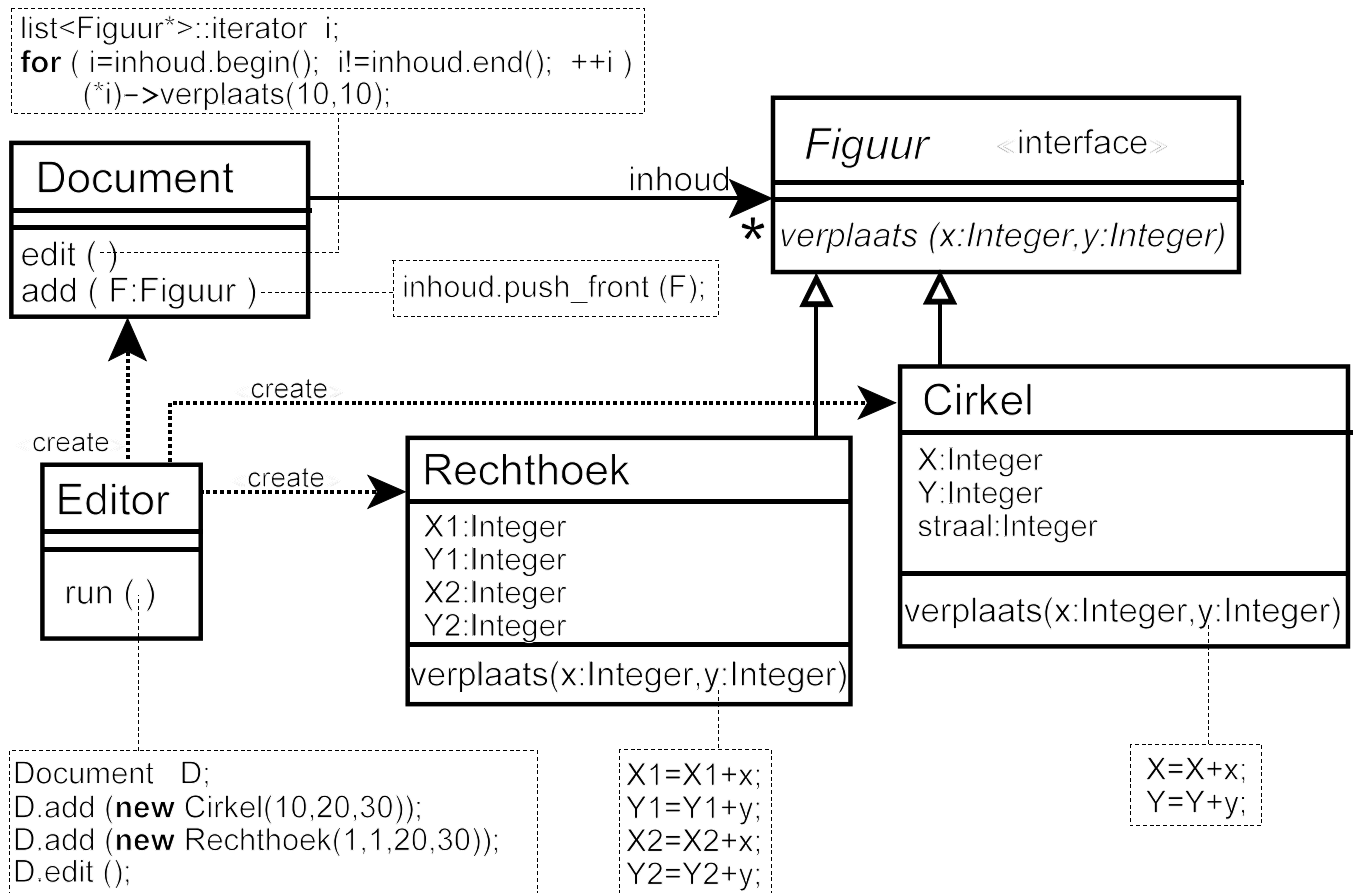 list<Figuur*>::iterator i;
for ( i=inhoud.begin(); i!=inhoud.end(); ++i )
(*i)->verplaats(10,10);
Document
edit ( )
add ( F:Figuur )
inhoud
*
Figuur «interface»
verplaats (x:Integer,y:Integer)
inhoud.push_front (F);
«create»
«create»
«create»
Editor
run ( )
Rechthoek
X1:Integer
Y1:Integer
X2:Integer
Y2:Integer
verplaats(x:Integer,y:Integer)
Cirkel
X:Integer
Y:Integer
straal:Integer
verplaats(x:Integer,y:Integer)
Document D;
D.add (new Cirkel(10,20,30));
D.add (new Rechthoek(1,1,20,30));
D.edit ();
X1=X1+x;
Y1=Y1+y;
X2=X2+x;
Y2=Y2+y;
X=X+x;
Y=Y+y;